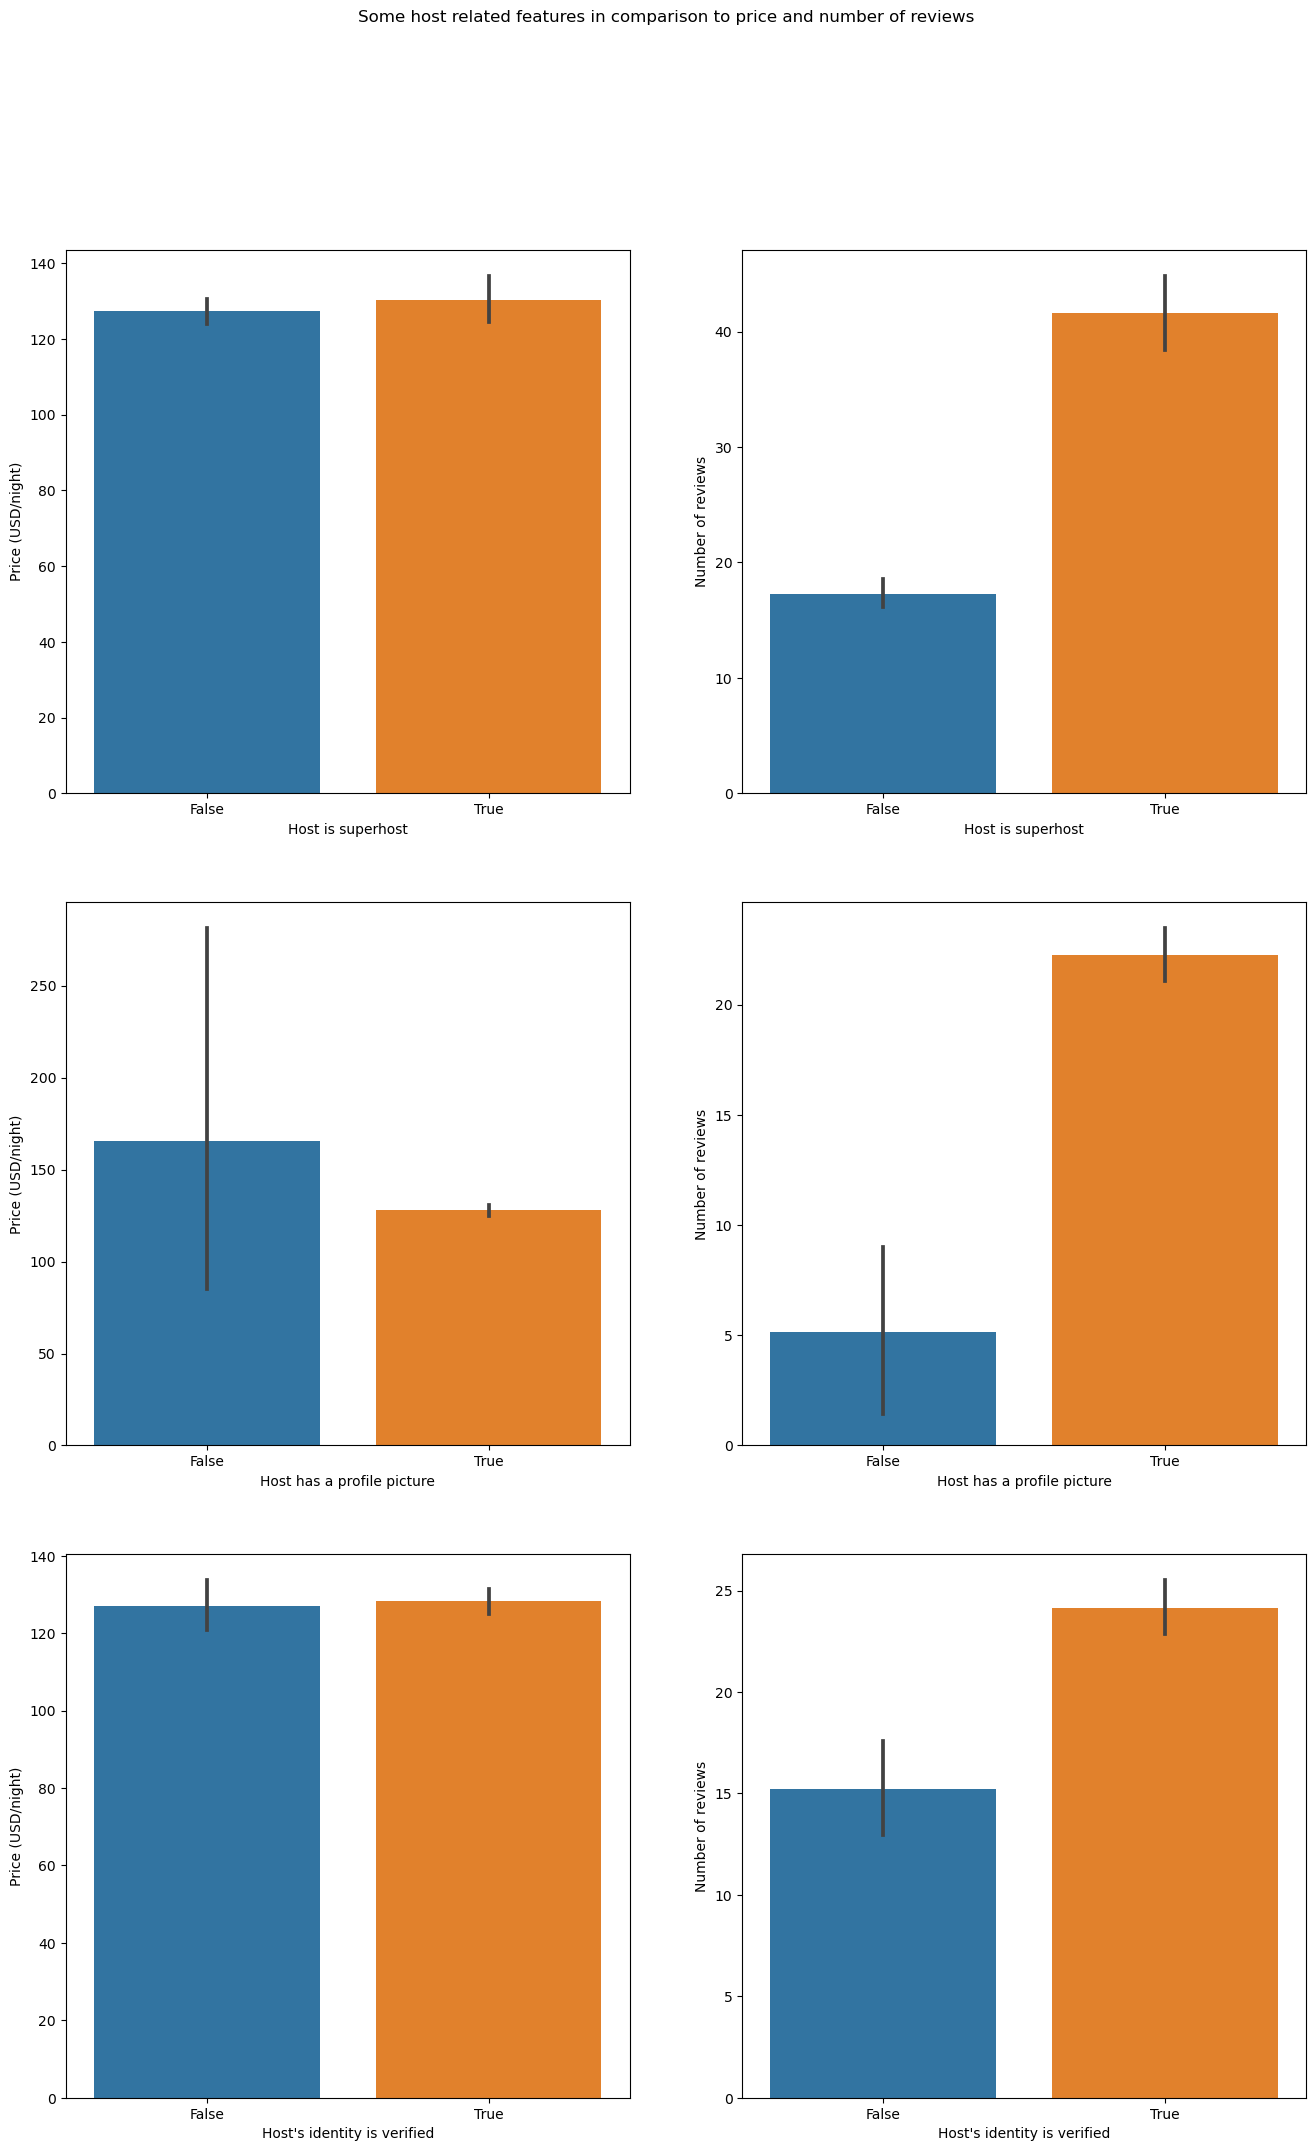 Some host related features in comparison to price and number of reviews
140
120
100
80
60
40
20
0
Price (USD/night)
False True
Host is superhost
40
30
20
10
0
Number of reviews
False True
Host is superhost
250
200
150
100
50
0
Price (USD/night)
False True
Host has a profile picture
20
15
10
5
0
Number of reviews
False True
Host has a profile picture
140
120
100
80
60
40
20
0
Price (USD/night)
False True
Host's identity is verified
25
20
15
10
5
0
Number of reviews
False True
Host's identity is verified